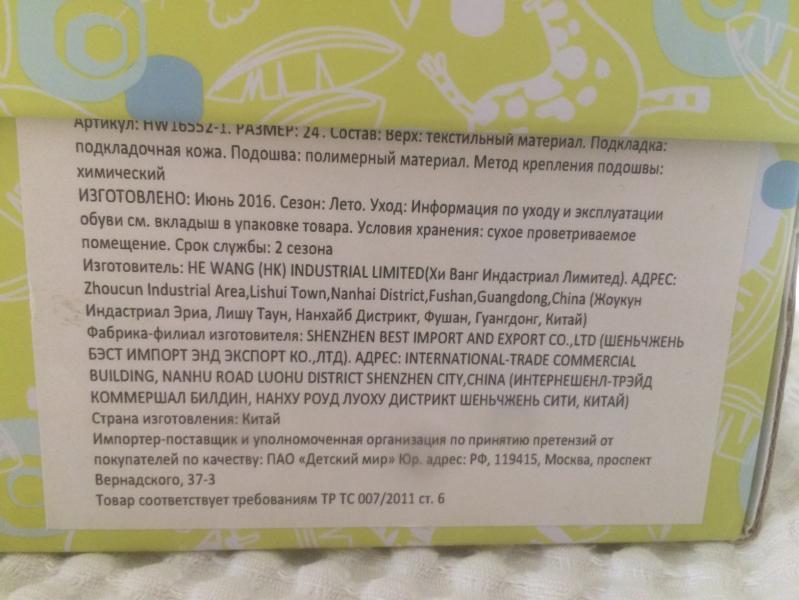 Артикул: HW16552-1. РАЗМЕР: 24. Состав: Верх: текстильный материал. Подкладка:
подкладочная кожа. Подошва: полимерный материал. Метод крепления подошвы:
химический
ИЗГОТОВЛЕНО: Июнь 2016. Сезон: Лето. Уход: Информация по уходу и эксплуатации
обуви см. вкладыш в упаковке товара. Условия хранения: сухое проветриваемое
помещение. Срок службы: 2 сезона
Изготовитель: HE WANG (HK) INDUSTRIAL LIMITED(Хи Ванг Индастриал Лимитед). АДРЕС:
Zhoucun Industrial Area,Lishui Town,Nanhai District,Fushan,Guangdong,China (Жоукун
Индастриал Эриа, Лишу Таун, Нанхайб Дистрикт, Фушан, Гуангдонг, Китай)
Фабрика-филиал изготовителя: SHENZHEN BEST IMPORT AND EXPORT CO.,LTD (ШЕНЬЧЖЕНЬ
БЭСТ ИМПОРТ ЭНД ЭКСПОРТ КО.,ЛТД). АДРЕС: INTERNATIONAL-TRADE COMMERCIAL
BUILDING, NANHU ROAD LUOHU DISTRICT SHENZHEN CITY,CHINA (ИНТЕРНЕШЕНЛ-ТРЭЙД
КОММЕРШАЛ БИЛДИН, НАНХУ РОУД ЛУОХУ ДИСТРИКТ ШЕНЬЧЖЕНЬ СИТИ, КИТАЙ)
Страна изготовления: Китай
Импортер-поставщик и уполномоченная организация по принятию претензий от
покупателей по качеству: ПАО «Детский мир» Юр. адрес: РФ, 119415, Москва, проспект
Вернадского, 37-3
Товар соответствует требованиям ТР ТС 007/2011 ст. 6